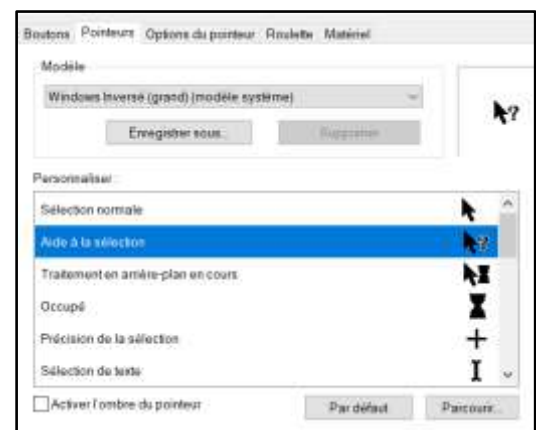 Boutons Pointeurs Options du pointeur Roulette Matériel
Modèle
Windows Inversé (grand) (modèle système)
Enregistrer sous...
Supprimer
Personnaliser :
Sélection normale
Aide à la sélection
Traitement en arrière-plan en cours
Occupé
Précision de la sélection
Sélection de texte
Activer l'ombre du pointeur
Par défaut Parcourir...